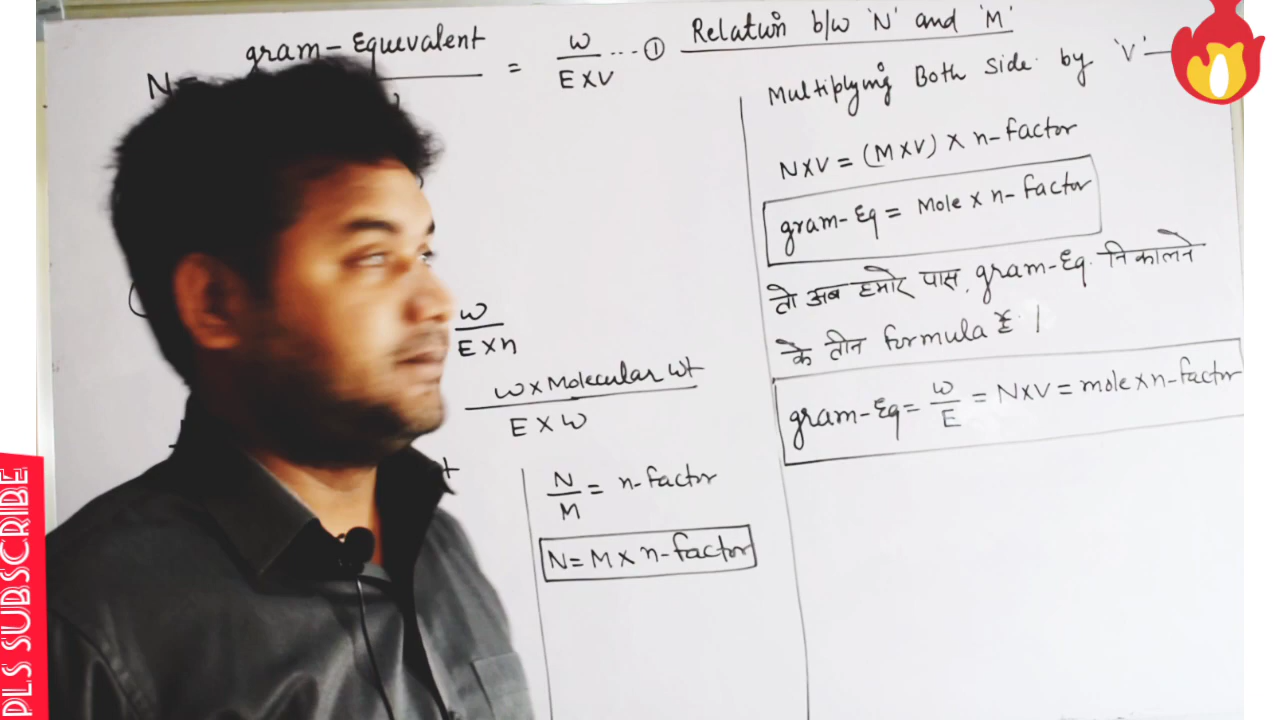 gram-Equivalent
N= = w/E×V ---①
Relation b/w 'N' and 'M'
Multiplying Both Side by 'V'—
N×V = (M×V) × n-factor
gram-Eq = Mole × n-factor
तो अब हमारे पास, gram-Eq. निकालने
के तीन formula हैं।
gram-Eq = w/E = N×V = mole×n-factor
w/E×n
w×Molecular wt/E×w
N/M = n-factor
N= M × n-factor
PLS SUBSCRIBE